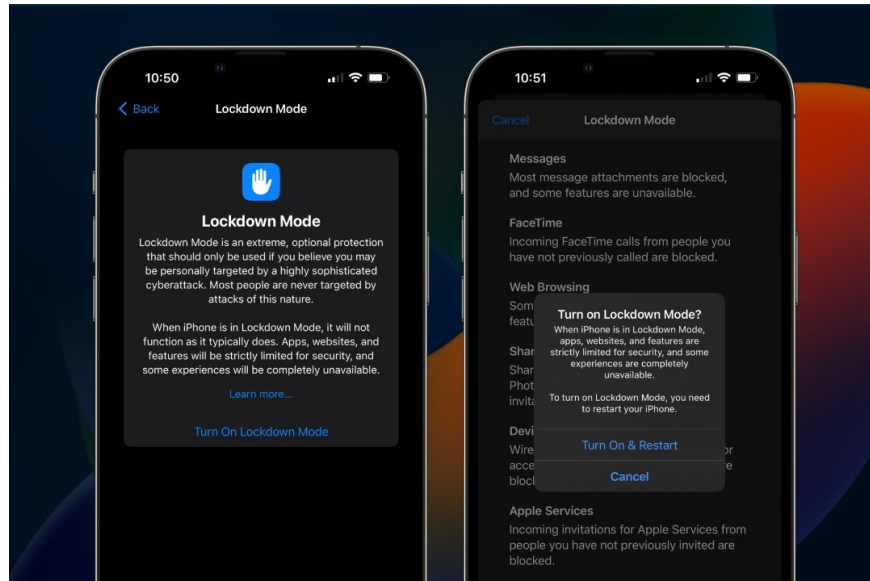 10:50
Back
Lockdown Mode
Lockdown Mode
Lockdown Mode is an extreme, optional protection
that should only be used if you believe you may
be personally targeted by a highly sophisticated
cyberattack. Most people are never targeted by
attacks of this nature.
When iPhone is in Lockdown Mode, it will not
function as it typically does. Apps, websites, and
features will be strictly limited for security, and
some experiences will be completely unavailable.
Learn more...
Turn On Lockdown Mode
10:51
Cancel
Lockdown Mode
Messages
Most message attachments are blocked,
and some features are unavailable.
FaceTime
Incoming FaceTime calls from people you
have not previously called are blocked.
Web Browsing
Turn on Lockdown Mode?
When iPhone is in Lockdown Mode,
apps, websites, and features are
strictly limited for security, and some
experiences are completely
unavailable.
To turn on Lockdown Mode, you need
to restart your iPhone.
Turn On & Restart
Cancel
Apple Services
Incoming invitations for Apple Services from
people you have not previously invited are
blocked.